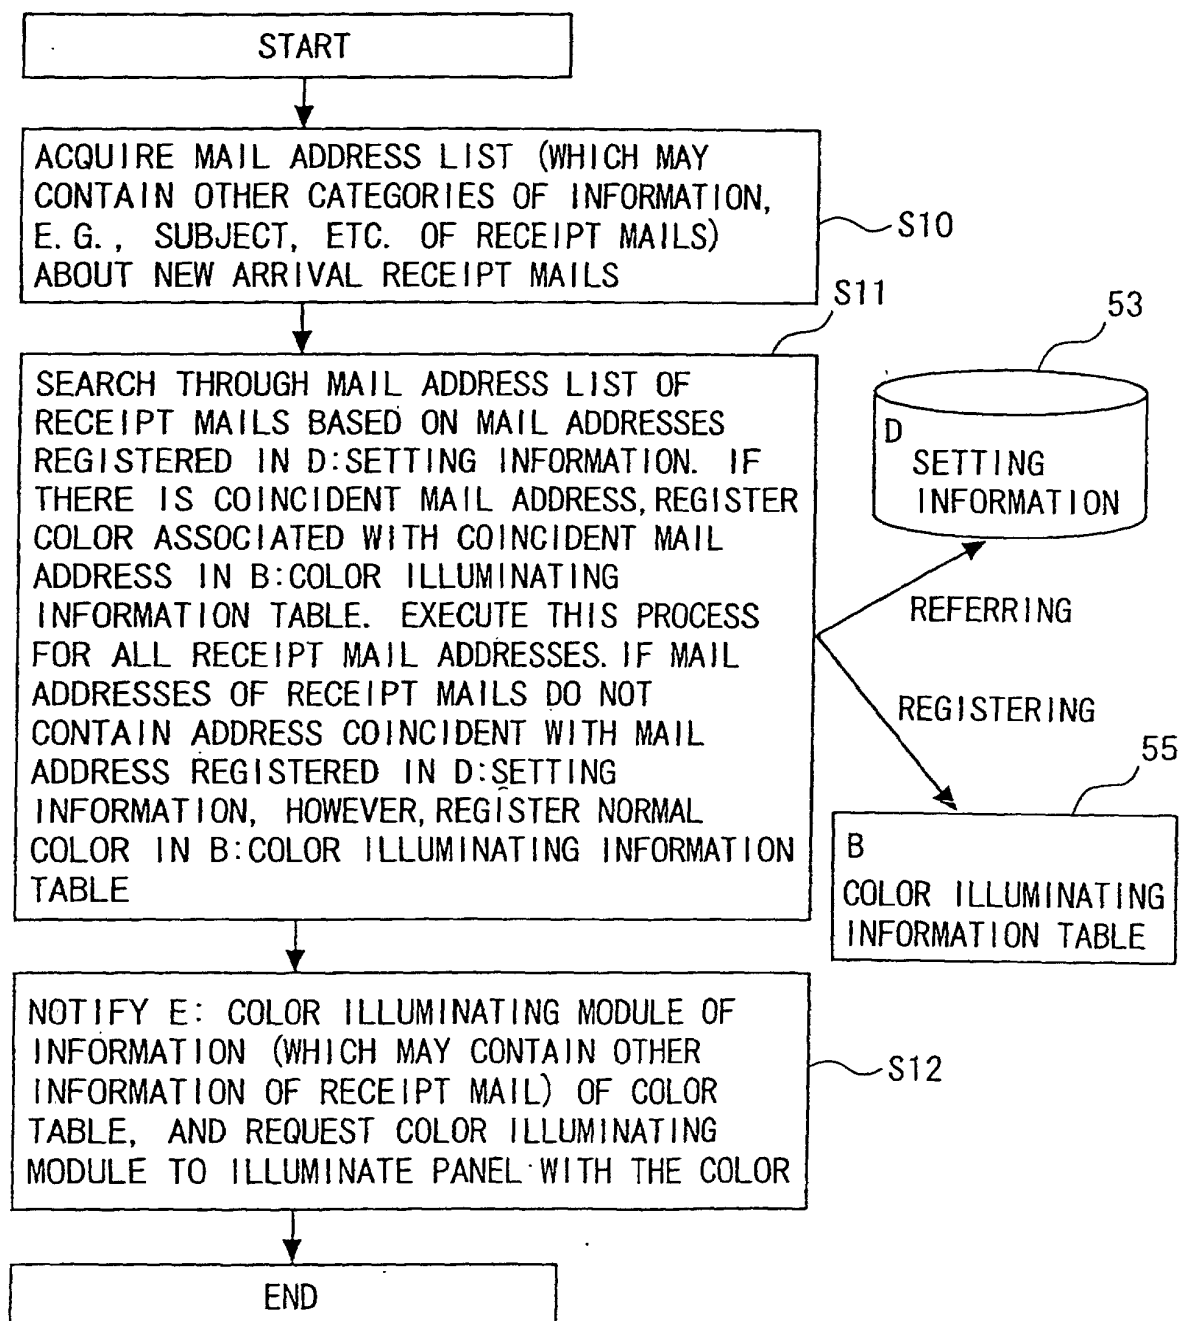 START
ACQUIRE MAIL ADDRESS LIST (WHICH MAY
CONTAIN OTHER CATEGORIES OF INFORMATION,
E.G., SUBJECT, ETC. OF RECEIPT MAILS)
ABOUT NEW ARRIVAL RECEIPT MAILS
S10
S11
SEARCH THROUGH MAIL ADDRESS LIST OF
RECEIPT MAILS BASED ON MAIL ADDRESSES
REGISTERED IN D:SETTING INFORMATION. IF
THERE IS COINCIDENT MAIL ADDRESS, REGISTER
COLOR ASSOCIATED WITH COINCIDENT MAIL
ADDRESS IN B:COLOR ILLUMINATING
INFORMATION TABLE. EXECUTE THIS PROCESS
FOR ALL RECEIPT MAIL ADDRESSES. IF MAIL
ADDRESSES OF RECEIPT MAILS DO NOT
CONTAIN ADDRESS COINCIDENT WITH MAIL
ADDRESS REGISTERED IN D:SETTING
INFORMATION, HOWEVER, REGISTER NORMAL
COLOR IN B:COLOR ILLUMINATING INFORMATION
TABLE
53
D
SETTING
INFORMATION
REFERRING
REGISTERING
55
B
COLOR ILLUMINATING
INFORMATION TABLE
NOTIFY E: COLOR ILLUMINATING MODULE OF
INFORMATION (WHICH MAY CONTAIN OTHER
INFORMATION OF RECEIPT MAIL) OF COLOR
TABLE, AND REQUEST COLOR ILLUMINATING
MODULE TO ILLUMINATE PANEL WITH THE COLOR
S12
END